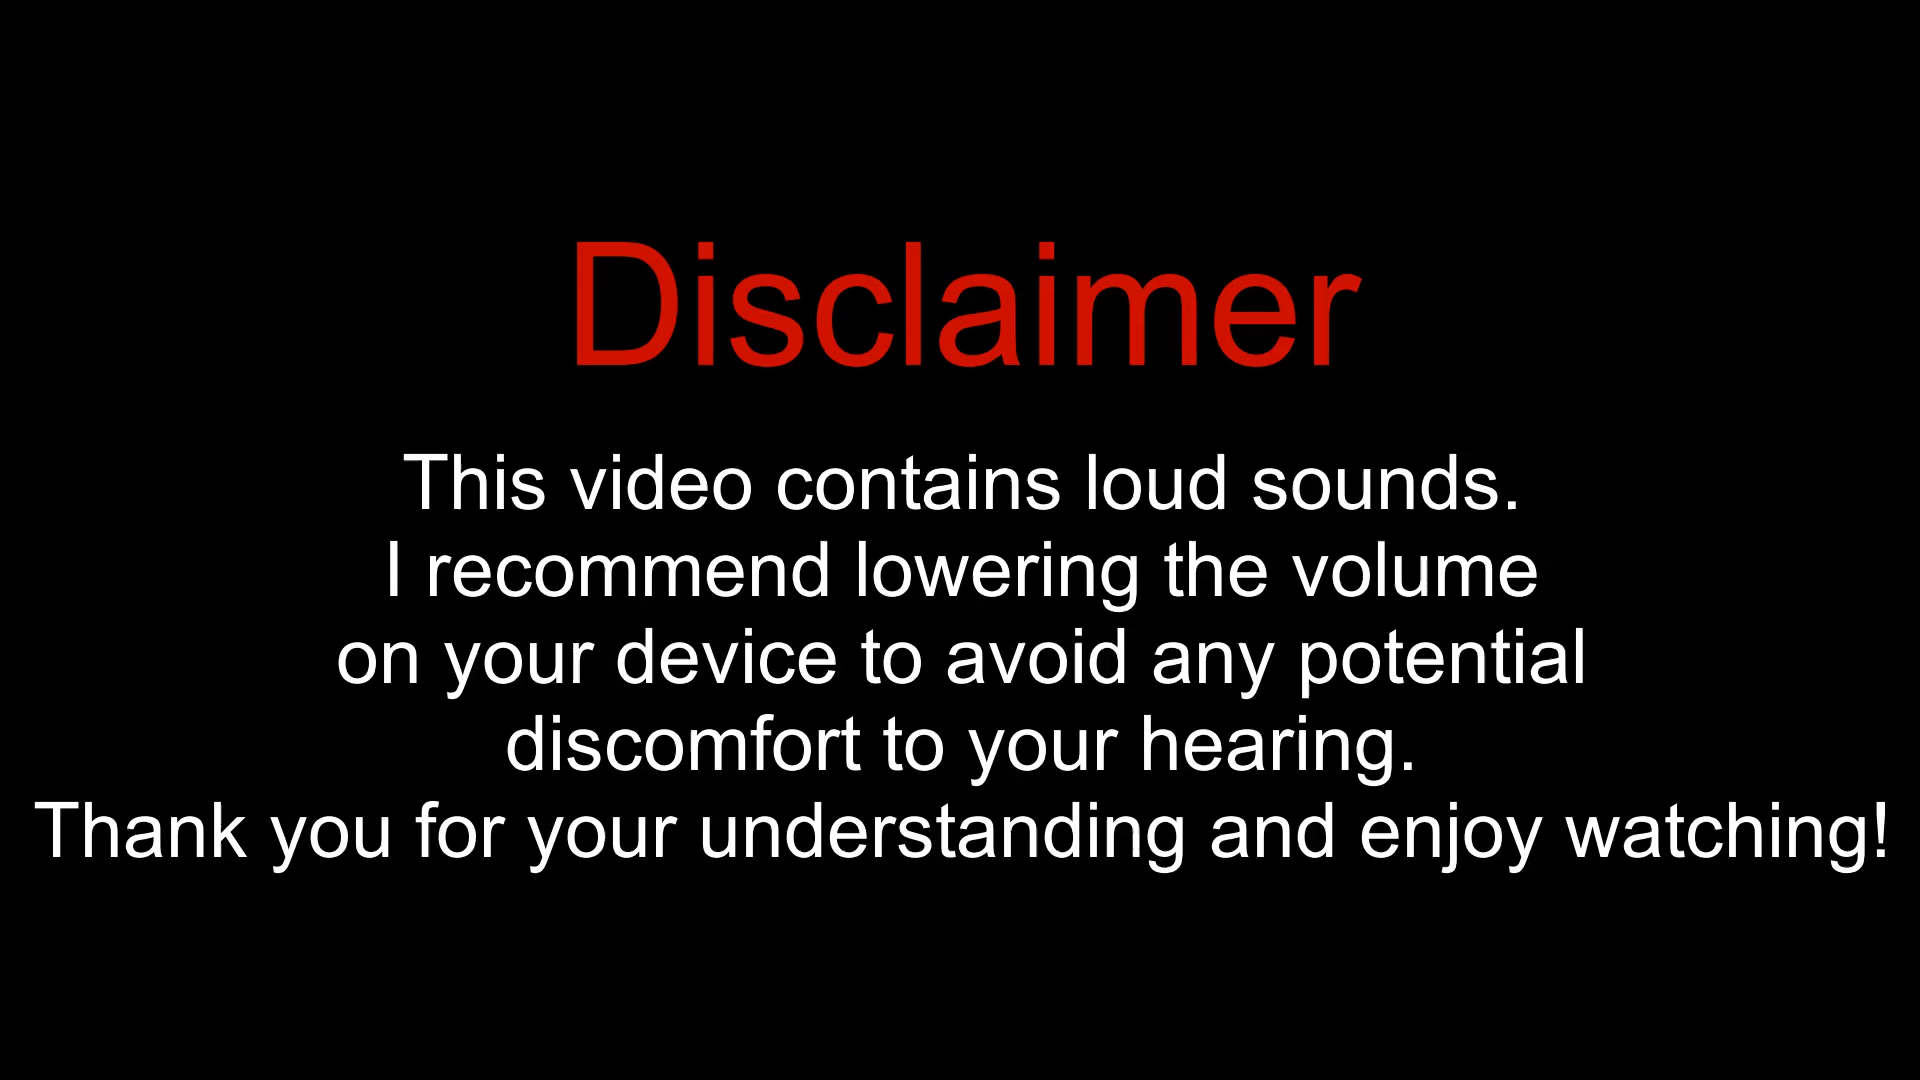 Disclaimer
This video contains loud sounds.
I recommend lowering the volume
on your device to avoid any potential
discomfort to your hearing.
Thank you for your understanding and enjoy watching!